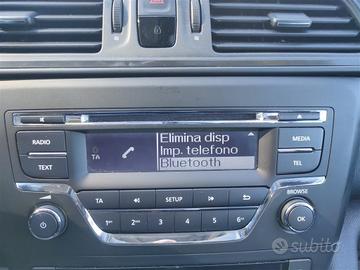 RADIO
TEXT
TA
Elimina disp
Imp. telefono
Bluetooth
MEDIA
TEL
TA
SETUP
BROWSE
OK
1
2
3
4
5
6
subito